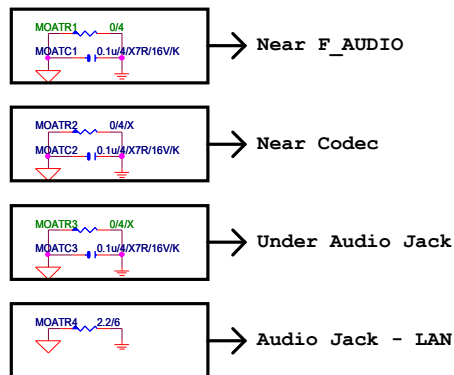 MOATR1 0/4
MOATC1 0.1u/4/X7R/16V/K
Near F_AUDIO
MOATR2 0/4/X
MOATC2 0.1u/4/X7R/16V/K
Near Codec
MOATR3 0/4/X
MOATC3 0.1u/4/X7R/16V/K
Under Audio Jack
MOATR4 2.2/6
Audio Jack - LAN